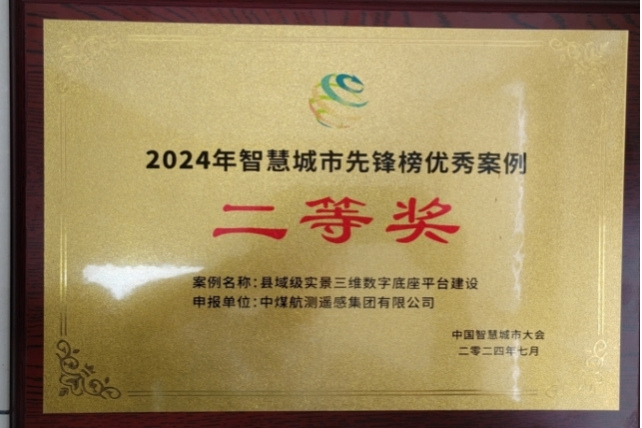 2024年智慧城市先锋榜优秀案例
二等奖
案例名称：县域级实景三维数字底座平台建设
申报单位：中煤航测遥感集团有限公司
中国智慧城市大会
二零二四年七月